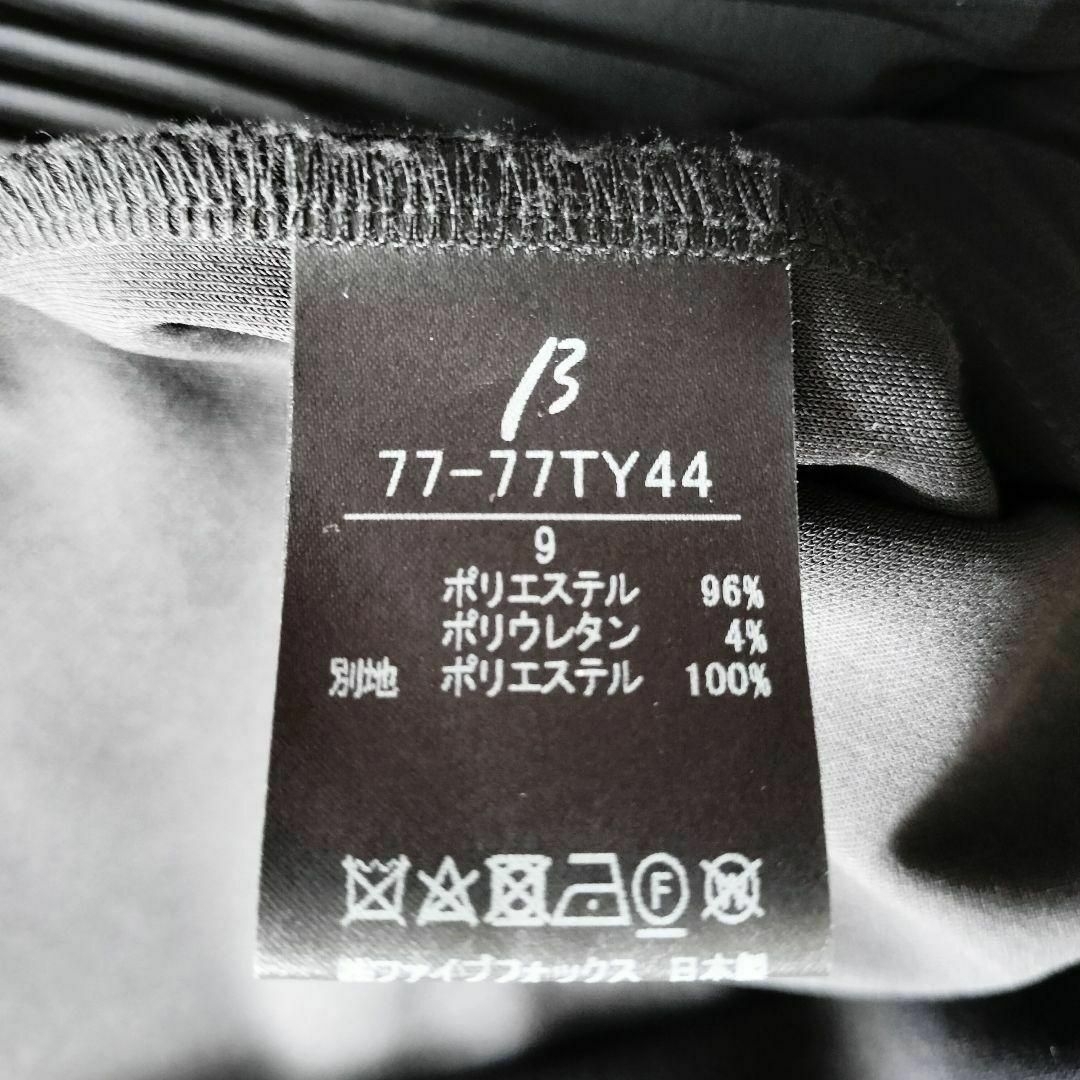 β
77-77TY44
9
ポリエステル 96%
ポリウレタン 4%
別地 ポリエステル 100%
F
W
㈱ファイブフォックス 日本製